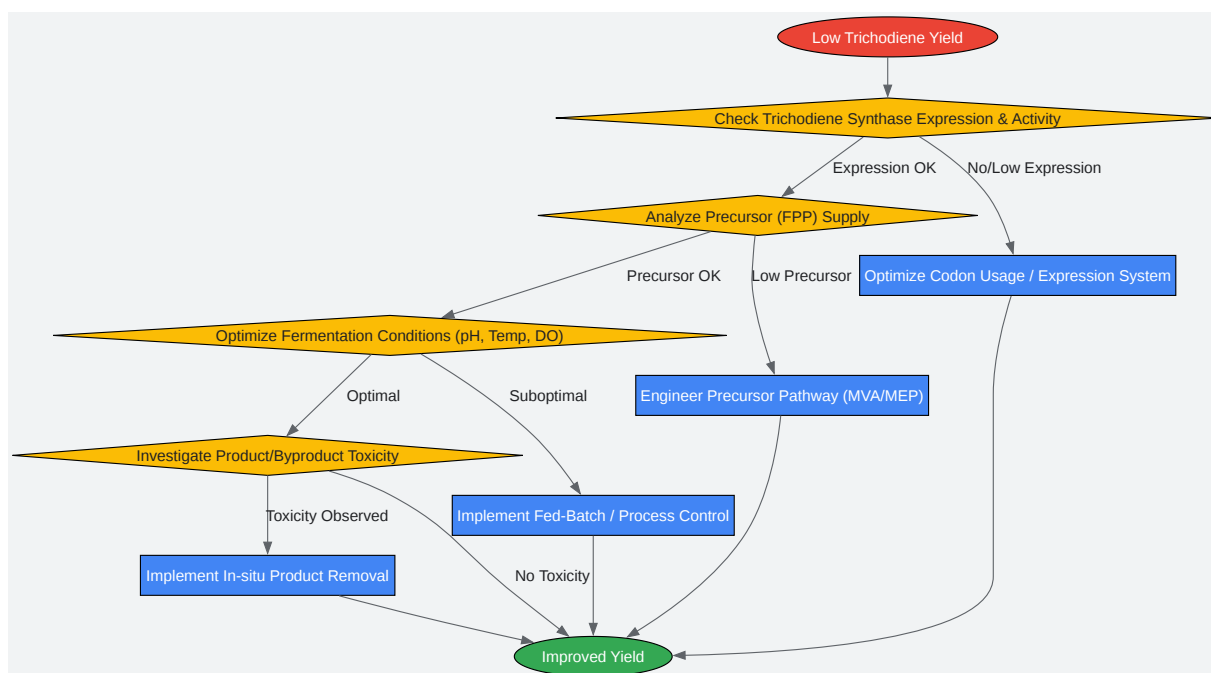 Low Trichodiene Yield
Check Trichodiene Synthase Expression & Activity
Expression OK
No/Low Expression
Analyze Precursor (FPP) Supply
Precursor OK
Low Precursor
Optimize Codon Usage / Expression System
Optimize Fermentation Conditions (pH, Temp, DO)
Optimal
Suboptimal
Engineer Precursor Pathway (MVA/MEP)
Investigate Product/Byproduct Toxicity
Toxicity Observed
Implement Fed-Batch / Process Control
Implement In-situ Product Removal
No Toxicity
Improved Yield